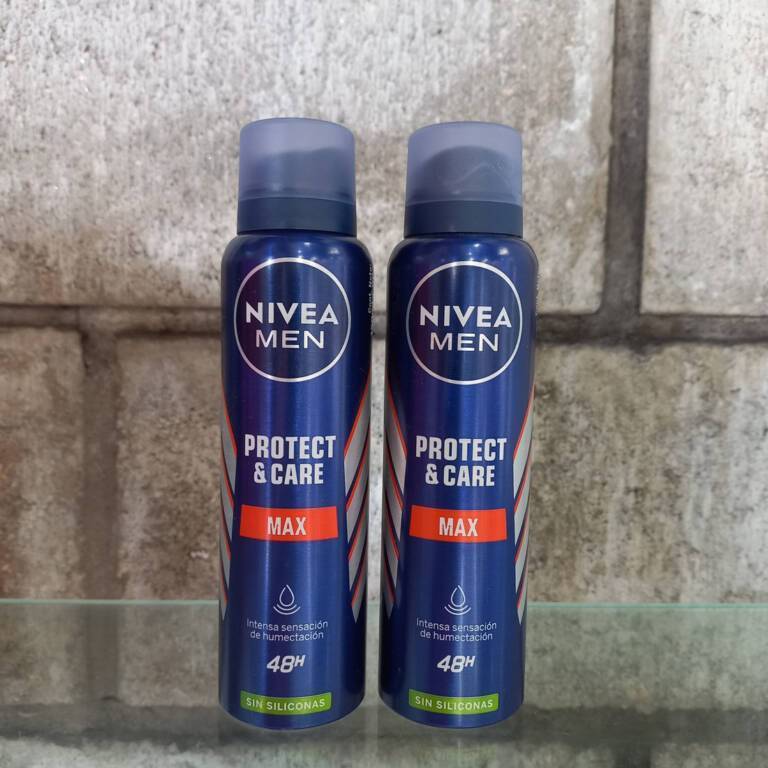 NIVEA
MEN
PROTECT
& CARE
MAX
Intensa sensación
de humectación
48H
SIN SILICONAS
NIVEA
MEN
PROTECT
& CARE
MAX
Intensa sensación
de humectación
48H
SIN SILICONAS